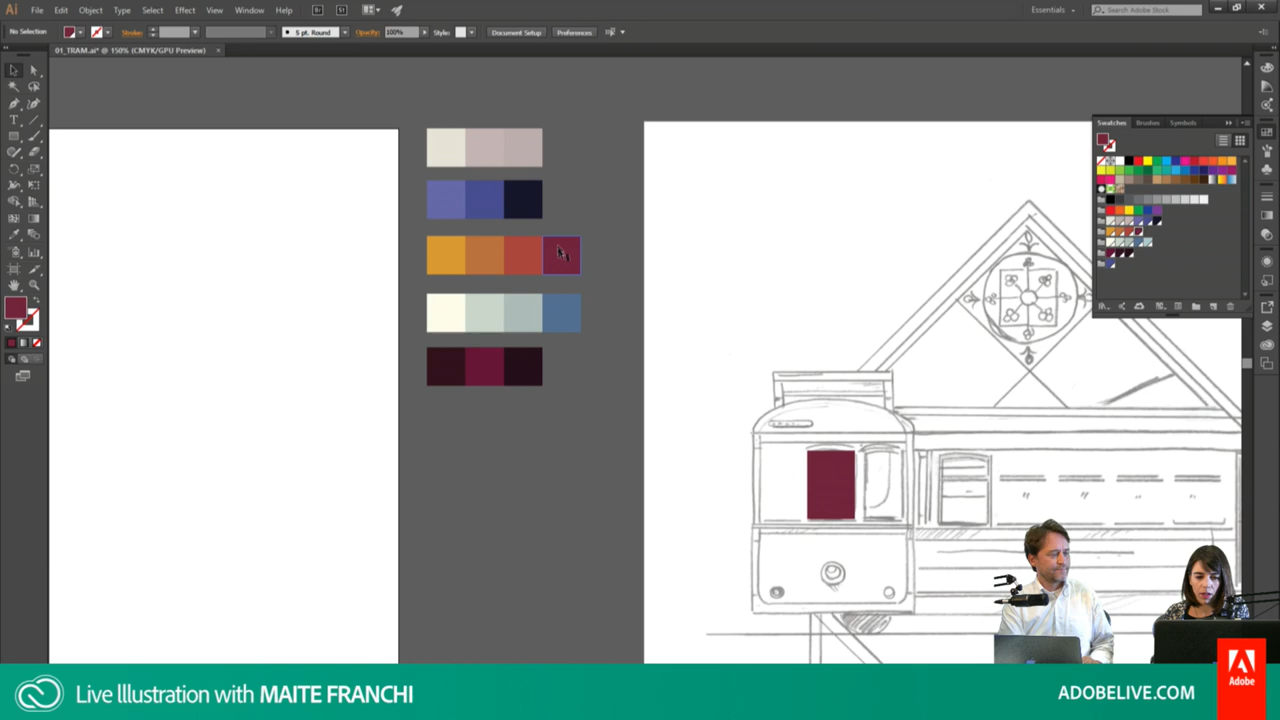 Ai File Edit Object Type Select Effect View Window Help Br St Essentials Search Adobe Stock
No Selection Stroke: 5 pt. Round Opacity: 100% Style: Document Setup Preferences
01_TRAM.ai* @ 150% (CMYK/GPU Preview) ×
Swatches Brushes Symbols
Live Illustration with MAITE FRANCHI
ADOBELIVE.COM
Adobe